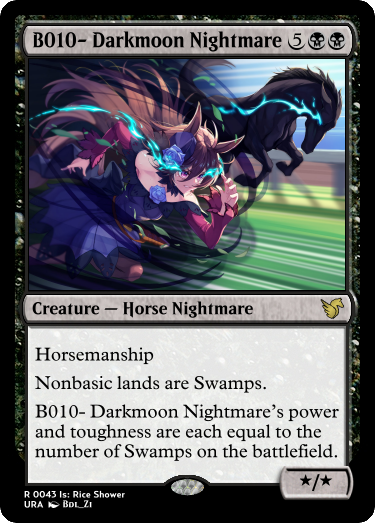 B010- Darkmoon Nightmare 5
Creature — Horse Nightmare
Horsemanship
Nonbasic lands are Swamps.
B010- Darkmoon Nightmare's power
and toughness are each equal to the
number of Swamps on the battlefield.
★/★
R 0043 Is: Rice Shower
URA Bdl_Zi